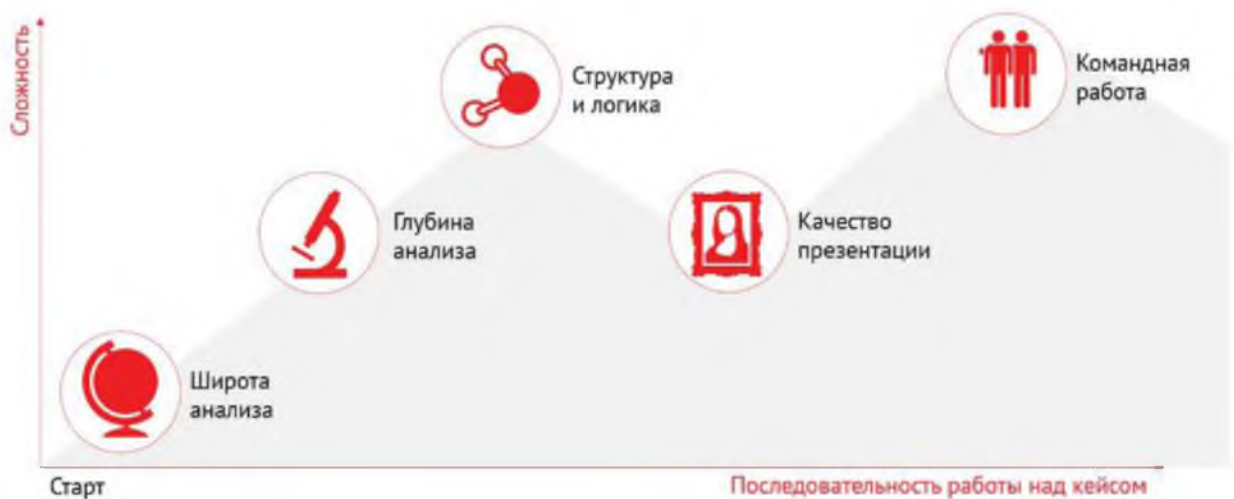 Сложность
Структура
и логика
Командная
работа
Глубина
анализа
Качество
презентации
Широта
анализа
Старт
Последовательность работы над кейсом